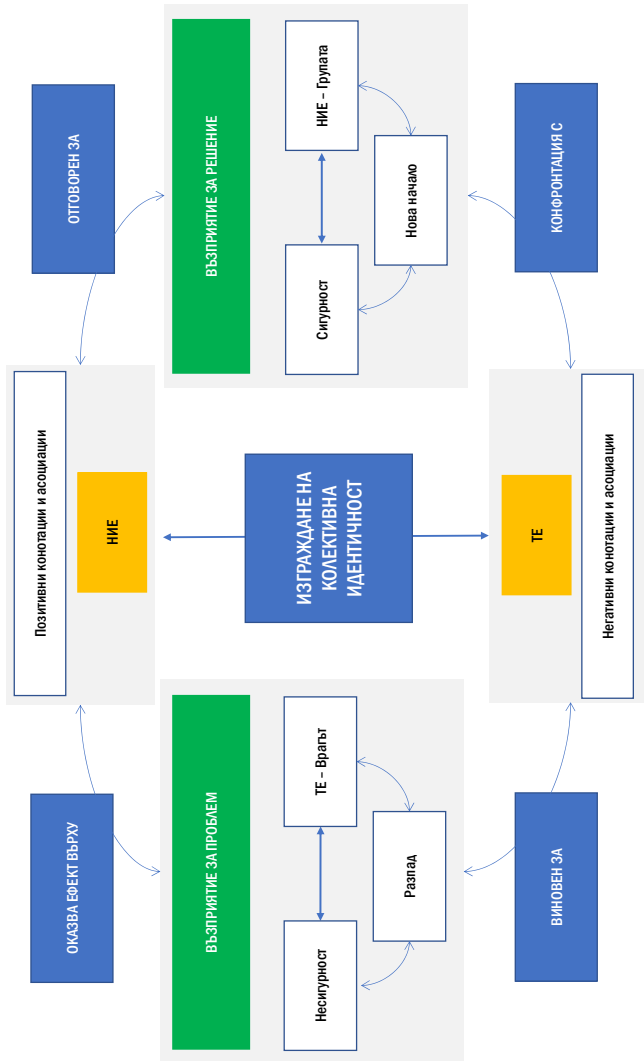 Позитивни конотации и асоциации
ОКАЗВА ЕФЕКТ ВЪРХУ
НИЕ
ОТГОВОРЕН ЗА
ВЪЗПРИЯТИЕ ЗА ПРОБЛЕМ
Несигурност
ТЕ – Врагът
Разпад
ИЗГРАЖДАНЕ НА
КОЛЕКТИВНА
ИДЕНТИЧНОСТ
ВЪЗПРИЯТИЕ ЗА РЕШЕНИЕ
Сигурност
НИЕ – Групата
Нова начало
ВИНОВЕН ЗА
ТЕ
КОНФРОНТАЦИЯ С
Негативни конотации и асоциации